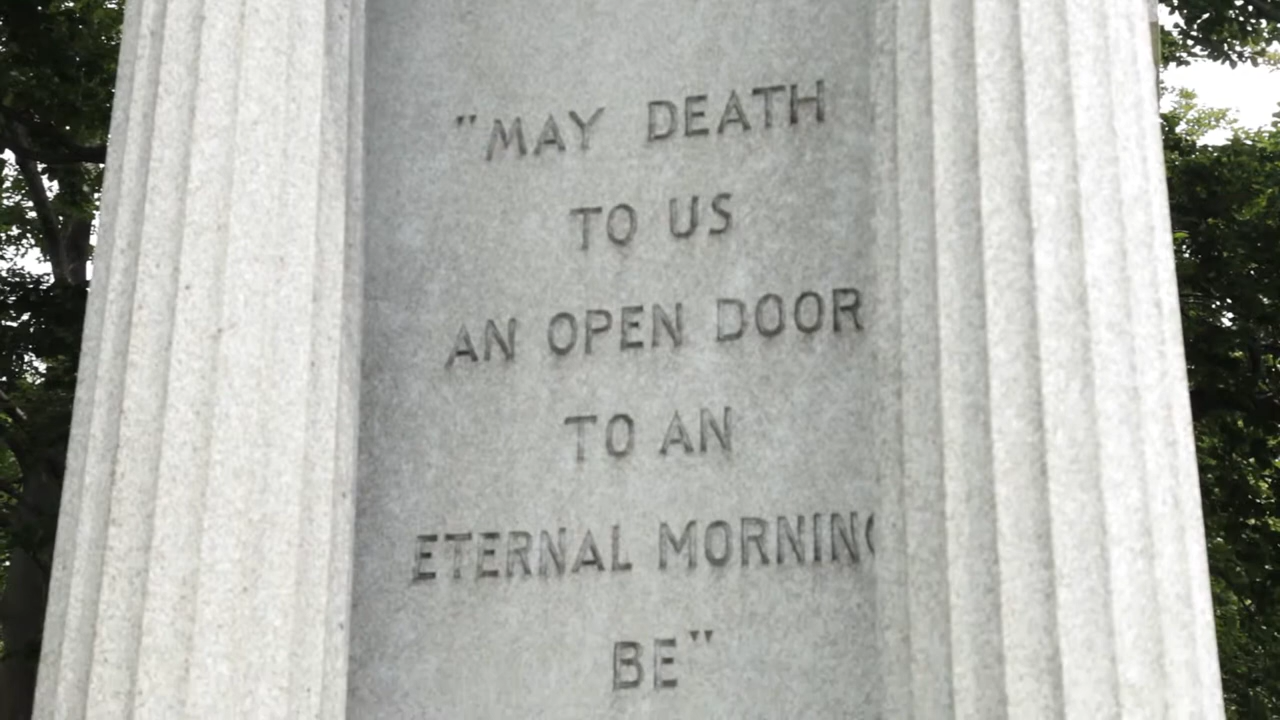 "MAY DEATH
TO US
AN OPEN DOOR
TO AN
ETERNAL MORNING
BE"